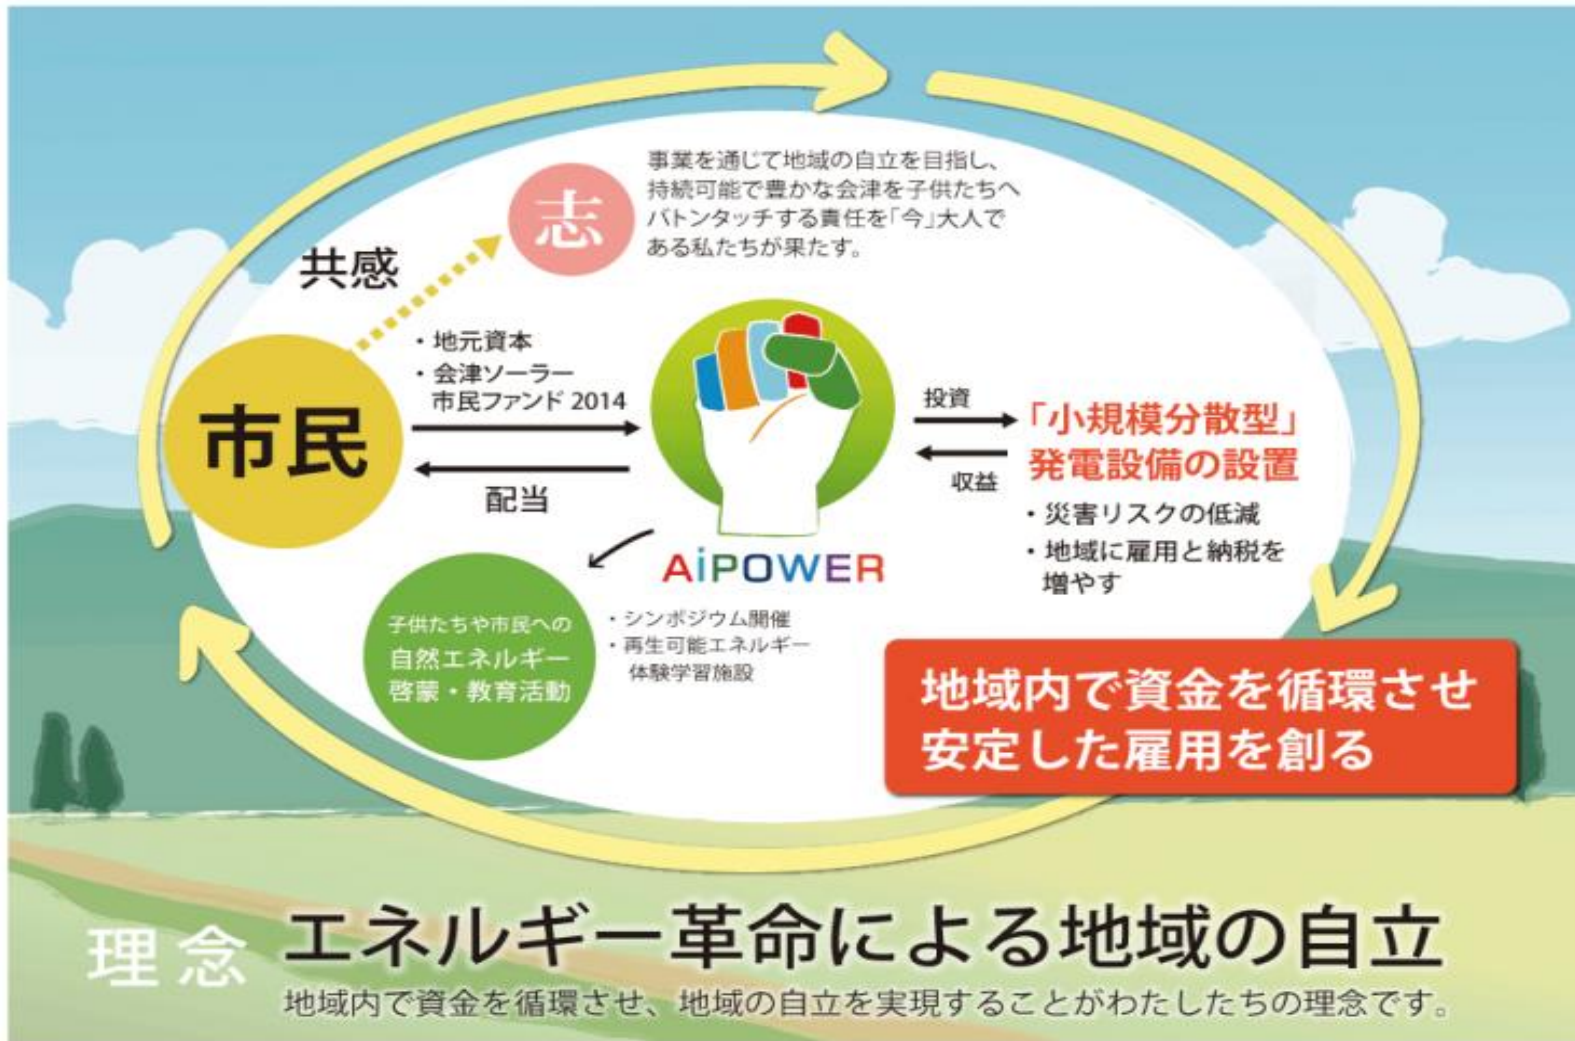 志
事業を通じて地域の自立を目指し、
持続可能で豊かな会津を子供たちへ
バトンタッチする責任を「今」大人で
ある私たちが果たす。
共感
市民
・地元資本
・会津ソーラー
市民ファンド 2014
配当
AiPOWER
投資
収益
「小規模分散型」
発電設備の設置
・災害リスクの低減
・地域に雇用と納税を
増やす
子供たちや市民への
自然エネルギー
啓蒙・教育活動
・シンポジウム開催
・再生可能エネルギー
体験学習施設
地域内で資金を循環させ
安定した雇用を創る
理念 エネルギー革命による地域の自立
地域内で資金を循環させ、地域の自立を実現することがわたしたちの理念です。